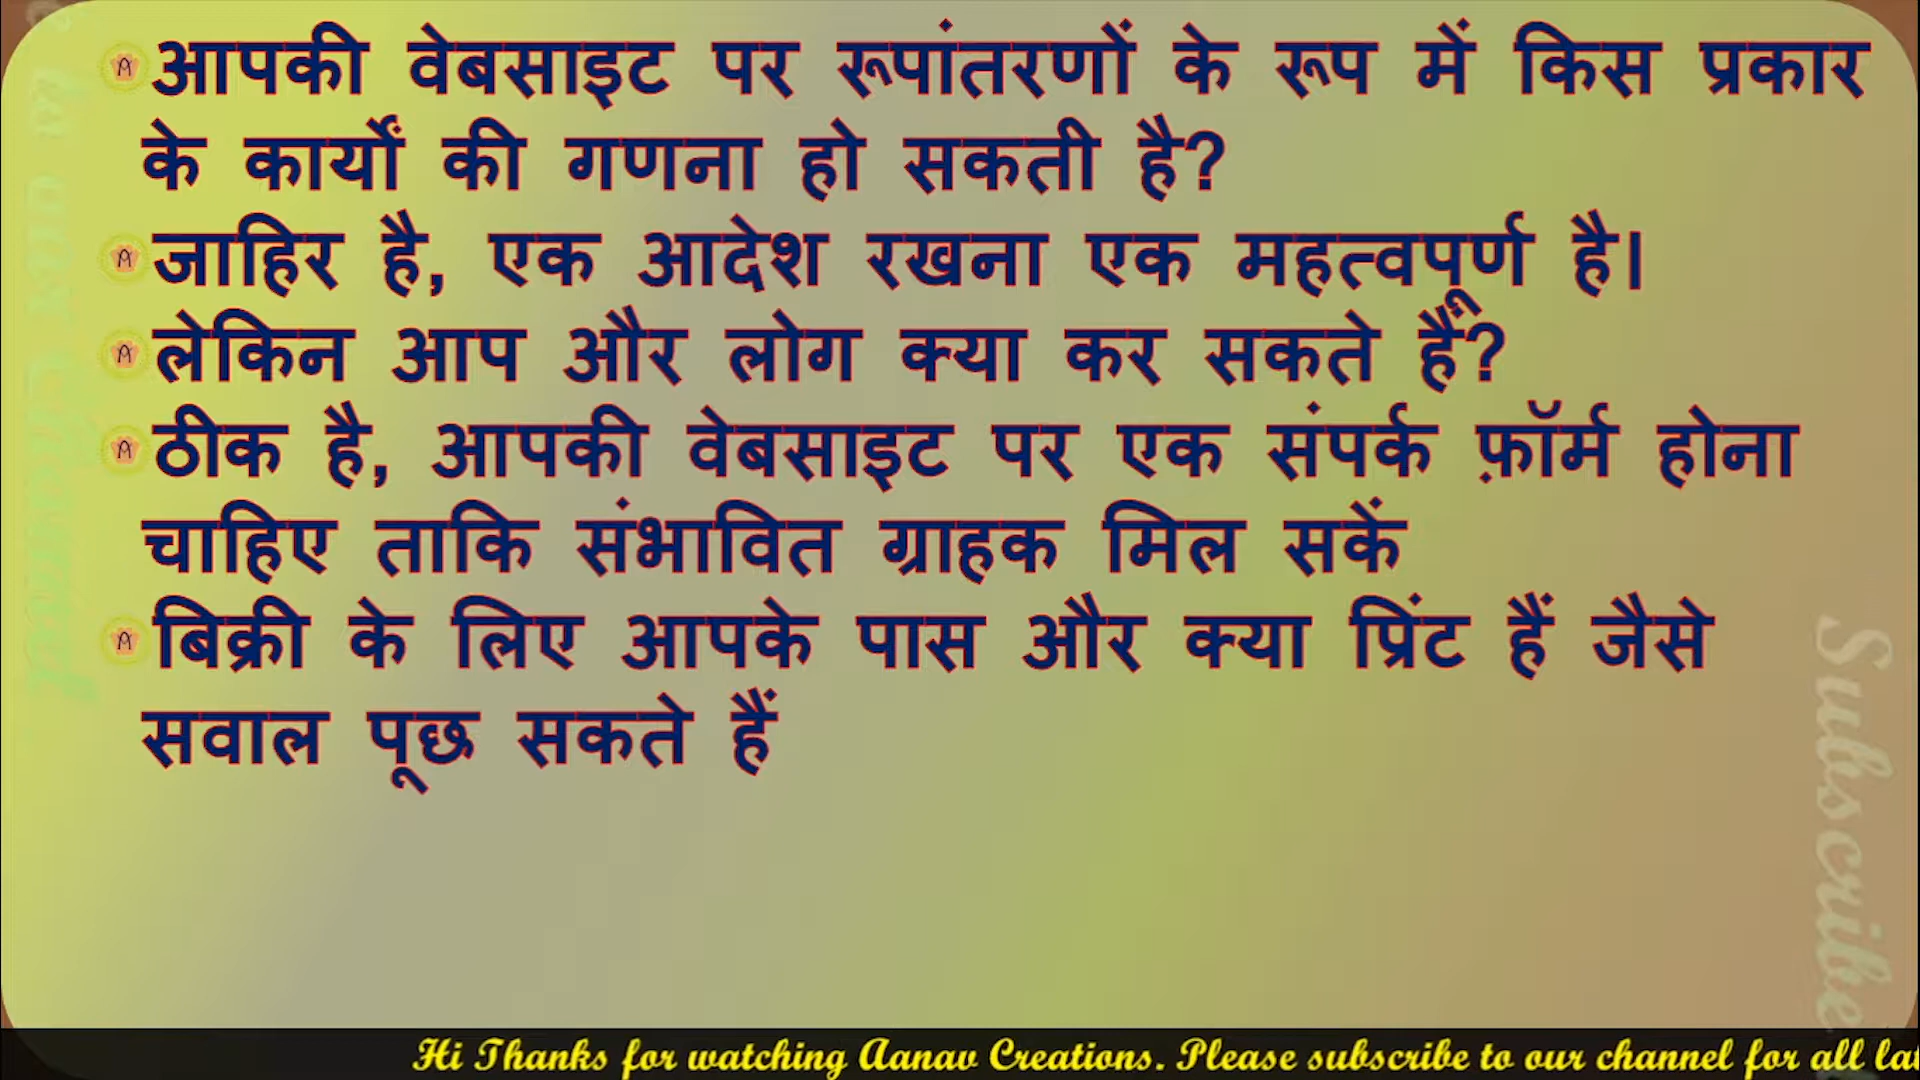 आपकी वेबसाइट पर रूपांतरणों के रूप में किस प्रकार
के कार्यों की गणना हो सकती है?
जाहिर है, एक आदेश रखना एक महत्वपूर्ण है।
लेकिन आप और लोग क्या कर सकते हैं?
ठीक है, आपकी वेबसाइट पर एक संपर्क फ़ॉर्म होना
चाहिए ताकि संभावित ग्राहक मिल सकें
बिक्री के लिए आपके पास और क्या प्रिंट हैं जैसे
सवाल पूछ सकते हैं
Subscribe
Hi Thanks for watching Aanav Creations. Please subscribe to our channel for all